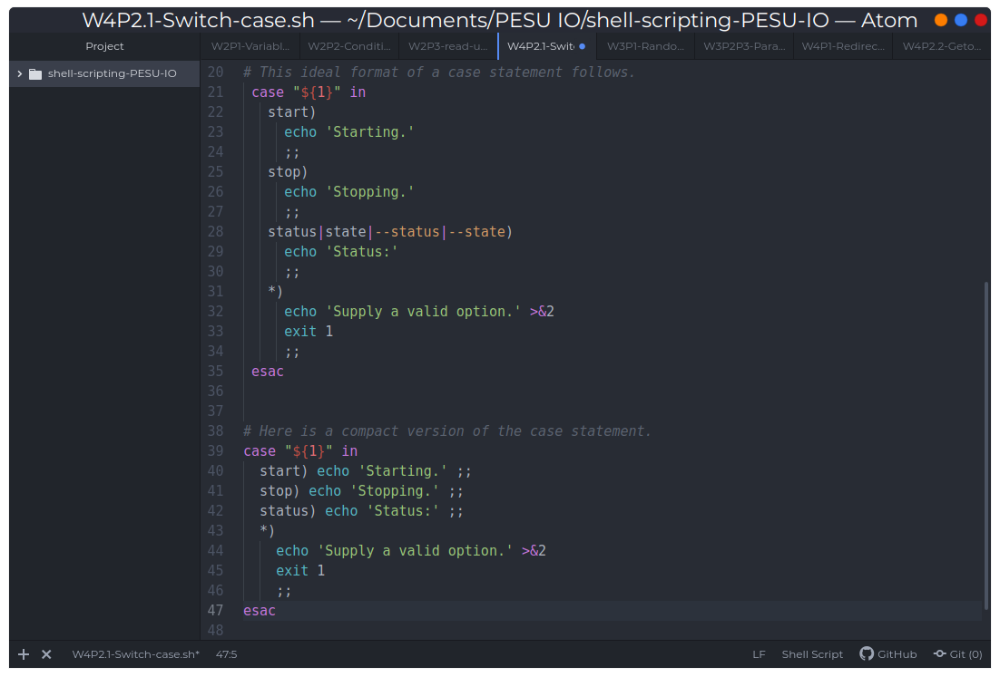 W4P2.1-Switch-case.sh — ~/Documents/PESU IO/shell-scripting-PESU-IO — Atom
Project
W2P1-Variabl...
W2P2-Conditi...
W2P3-read-u...
W4P2.1-Swit
W3P1-Rando...
W3P2P3-Para...
W4P1-Redirec...
W4P2.2-Geto...
shell-scripting-PESU-IO
20 # This ideal format of a case statement follows.
21 case "${1}" in
22 start)
23 echo 'Starting.'
24 ;;
25 stop)
26 echo 'Stopping.'
27 ;;
28 status|state|--status|--state)
29 echo 'Status:'
30 ;;
31 *)
32 echo 'Supply a valid option.' >&2
33 exit 1
34 ;;
35 esac
36
37
38 # Here is a compact version of the case statement.
39 case "${1}" in
40 start) echo 'Starting.' ;;
41 stop) echo 'Stopping.' ;;
42 status) echo 'Status:' ;;
43 *)
44 echo 'Supply a valid option.' >&2
45 exit 1
46 ;;
47 esac
48
W4P2.1-Switch-case.sh* 47:5 LF Shell Script GitHub Git (0)